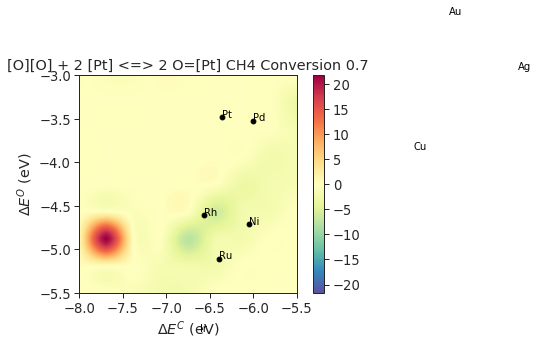 Au
[O][O] + 2 [Pt] <=> 2 O=[Pt] CH4 Conversion 0.7
Ag
−3.0
20
Pt
Pd
−3.5
15
10
Cu
−4.0
5
ΔE^O (eV)
0
−4.5
Rh
−5
Ni
−5.0
−10
Ru
−15
−5.5
−20
−8.0 −7.5 −7.0 −6.5 −6.0 −5.5
ΔE^C (eV)
Ir